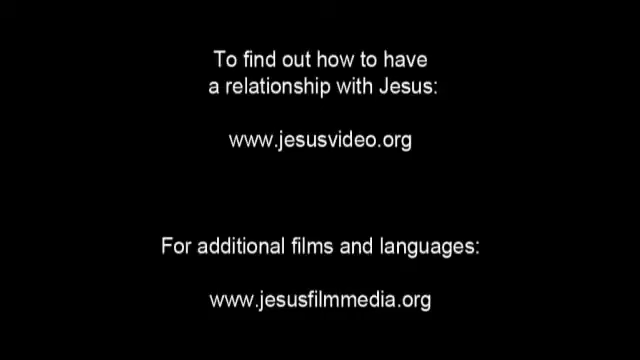 To find out how to have
a relationship with Jesus:
www.jesusvideo.org
For additional films and languages:
www.jesusfilmmedia.org